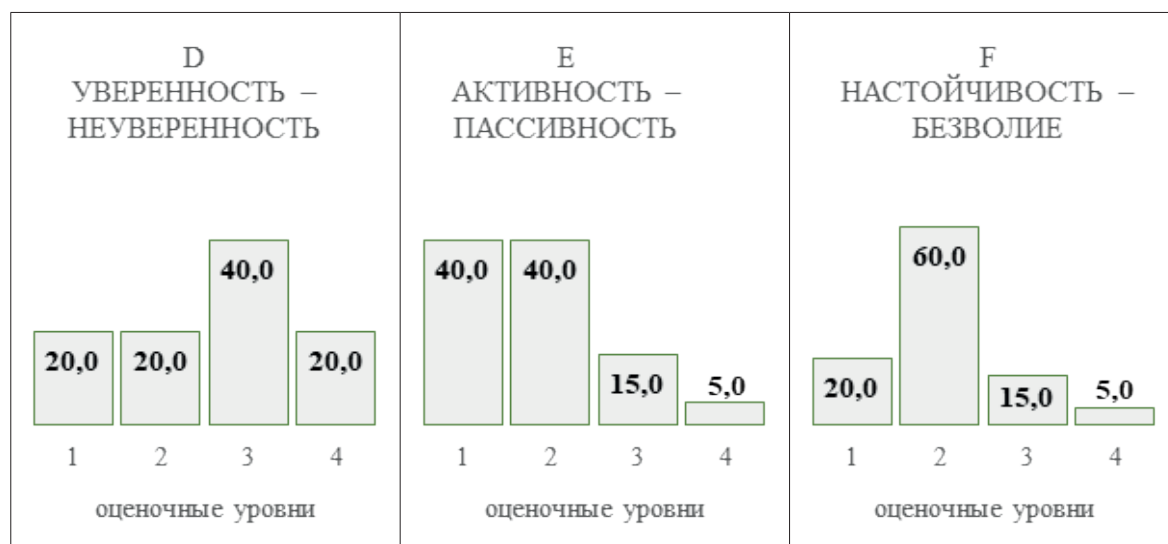 D
УВЕРЕННОСТЬ –
НЕУВЕРЕННОСТЬ
20,0
20,0
40,0
20,0
1 2 3 4
оценочные уровни
E
АКТИВНОСТЬ –
ПАССИВНОСТЬ
40,0
40,0
15,0
5,0
1 2 3 4
оценочные уровни
F
НАСТОЙЧИВОСТЬ –
БЕЗВОЛИЕ
20,0
60,0
15,0
5,0
1 2 3 4
оценочные уровни